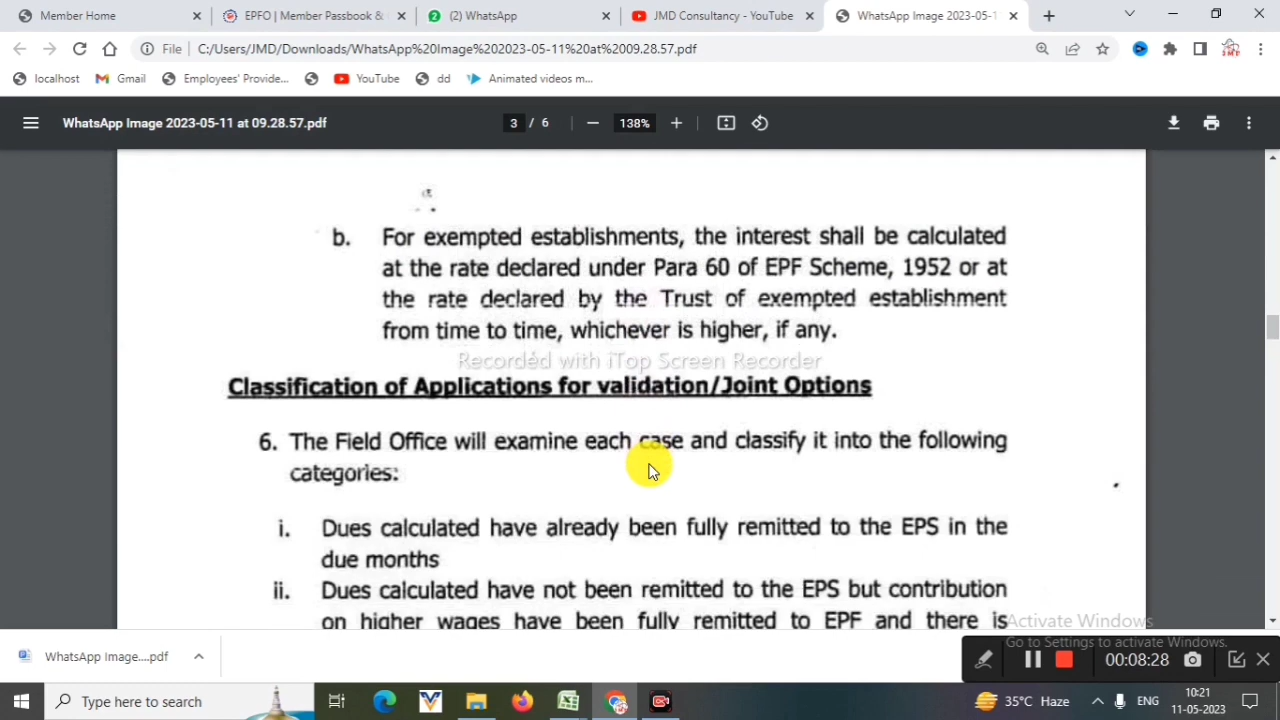 Member Home
EPFO | Member Passbook &
(2) WhatsApp
JMD Consultancy - YouTube
WhatsApp Image 2023-05-1
File
C:/Users/JMD/Downloads/WhatsApp%20Image%202023-05-11%20at%2009.28.57.pdf
localhost
Gmail
Employees' Provide...
YouTube
dd
Animated videos m...
WhatsApp Image 2023-05-11 at 09.28.57.pdf
3 / 6
138%
b. For exempted establishments, the interest shall be calculated
at the rate declared under Para 60 of EPF Scheme, 1952 or at
the rate declared by the Trust of exempted establishment
from time to time, whichever is higher, if any.
Recorded with iTop Screen Recorder
Classification of Applications for validation/Joint Options
6. The Field Office will examine each case and classify it into the following
categories:
i. Dues calculated have already been fully remitted to the EPS in the
due months
ii. Dues calculated have not been remitted to the EPS but contribution
on higher wages have been fully remitted to EPF and there is
Activate Windows
Go to Settings to activate Windows.
WhatsApp Image....pdf
00:08:28
Type here to search
35°C Haze
ENG
10:21
11-05-2023